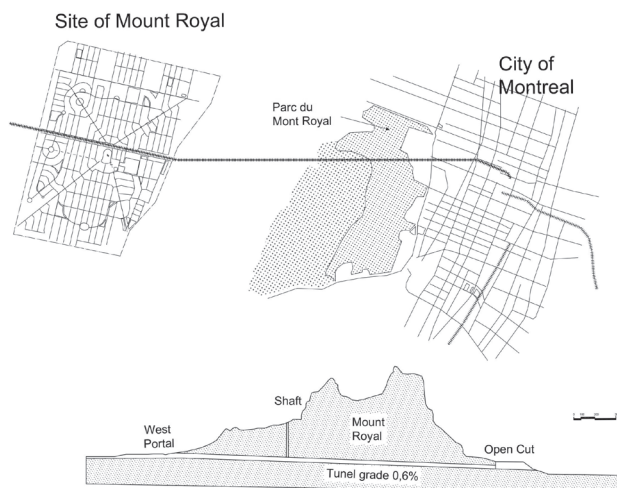 Site of Mount Royal
City of
Montreal
Parc du
Mont Royal
Shaft
West
Portal
Mount
Royal
Open Cut
Tunel grade 0,6%